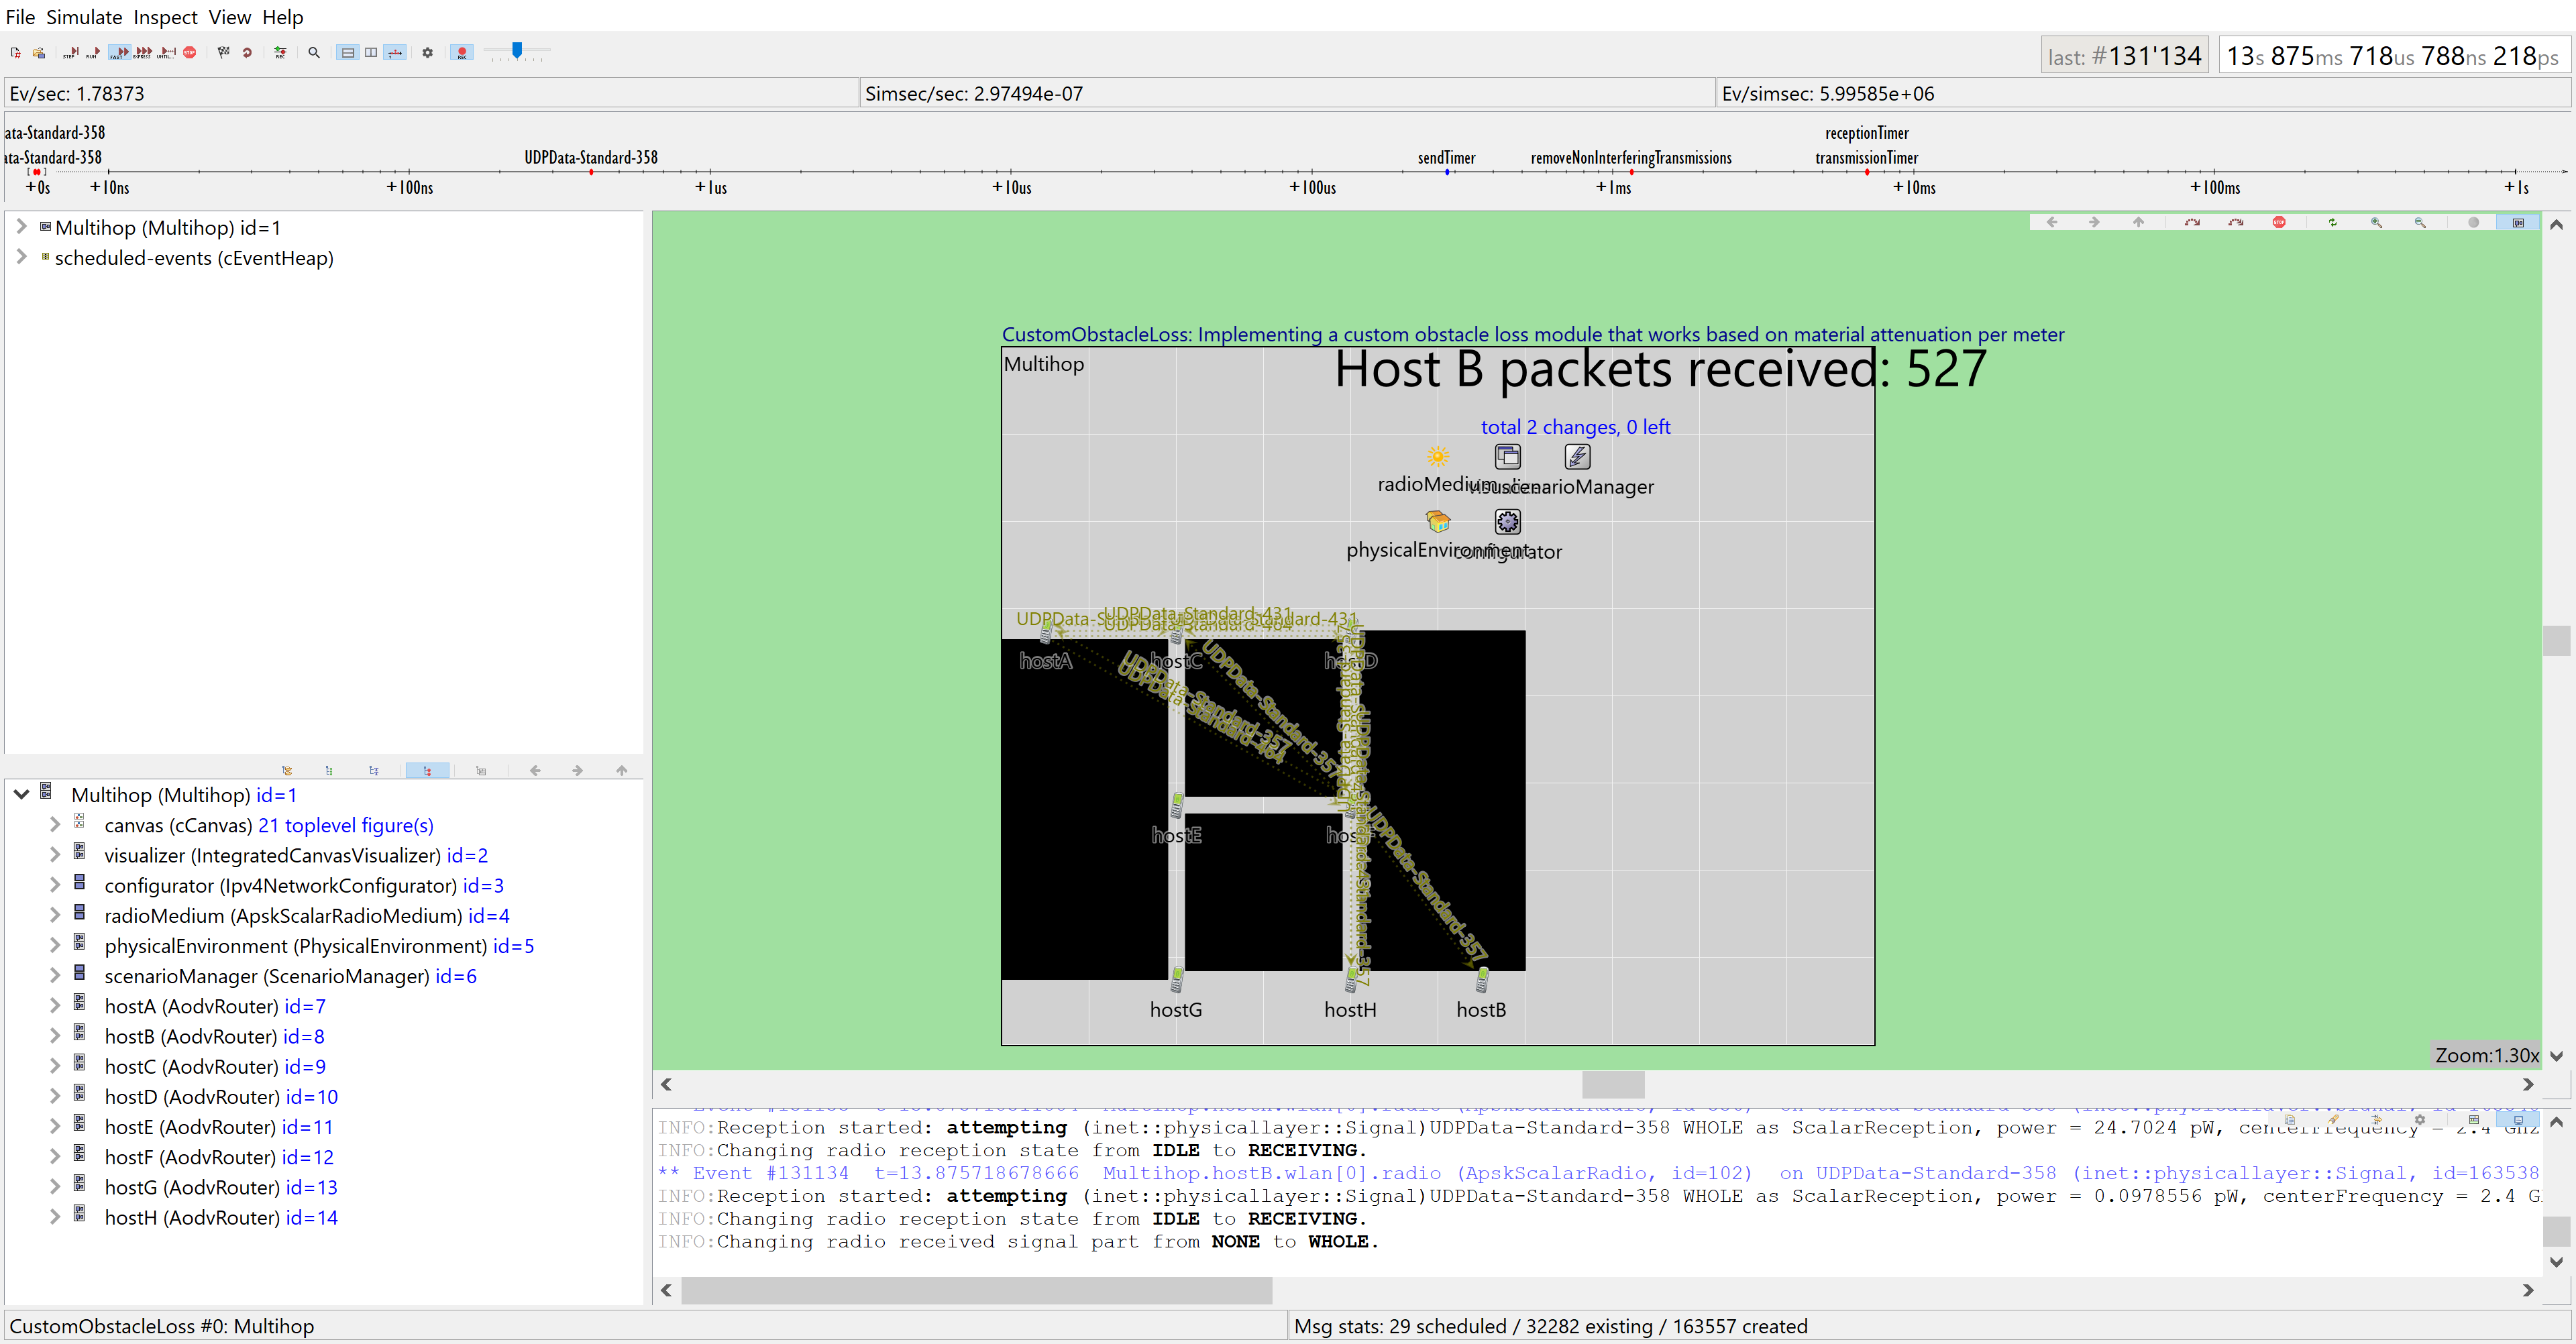 File Simulate Inspect View Help
last: #131'134
13s 875ms 718us 788ns 218ps
Ev/sec: 1.78373
Simsec/sec: 2.97494e-07
Ev/simsec: 5.99585e+06
ata-Standard-358
receptionTimer
ata-Standard-358
UDPData-Standard-358
sendTimer
removeNonInterferingTransmissions
transmissionTimer
+0s +10ns +100ns +1us +10us +100us +1ms +10ms +100ms +1s
Multihop (Multihop) id=1
scheduled-events (cEventHeap)
CustomObstacleLoss: Implementing a custom obstacle loss module that works based on material attenuation per meter
Multihop
Host B packets received: 527
total 2 changes, 0 left
radioMedium
scenarioManager
physicalEnvironment
configurator
UDPData-Standard-431
hostA
hostC
UDPData-Standard-357
UDPData-Standard-357
hostE
UDPData-Standard-357
hostG
hostH
hostB
Zoom:1.30x
Multihop (Multihop) id=1
canvas (cCanvas) 21 toplevel figure(s)
visualizer (IntegratedCanvasVisualizer) id=2
configurator (Ipv4NetworkConfigurator) id=3
radioMedium (ApskScalarRadioMedium) id=4
physicalEnvironment (PhysicalEnvironment) id=5
scenarioManager (ScenarioManager) id=6
hostA (AodvRouter) id=7
hostB (AodvRouter) id=8
hostC (AodvRouter) id=9
hostD (AodvRouter) id=10
hostE (AodvRouter) id=11
hostF (AodvRouter) id=12
hostG (AodvRouter) id=13
hostH (AodvRouter) id=14
INFO:Reception started: attempting (inet::physicallayer::Signal)UDPData-Standard-358 WHOLE as ScalarReception, power = 24.7024 pW, centerFrequency = 2.4 GHz
INFO:Changing radio reception state from IDLE to RECEIVING.
** Event #131134 t=13.875718678666 Multihop.hostB.wlan[0].radio (ApskScalarRadio, id=102) on UDPData-Standard-358 (inet::physicallayer::Signal, id=163538
INFO:Reception started: attempting (inet::physicallayer::Signal)UDPData-Standard-358 WHOLE as ScalarReception, power = 0.0978556 pW, centerFrequency = 2.4 G
INFO:Changing radio reception state from IDLE to RECEIVING.
INFO:Changing radio received signal part from NONE to WHOLE.
CustomObstacleLoss #0: Multihop
Msg stats: 29 scheduled / 32282 existing / 163557 created